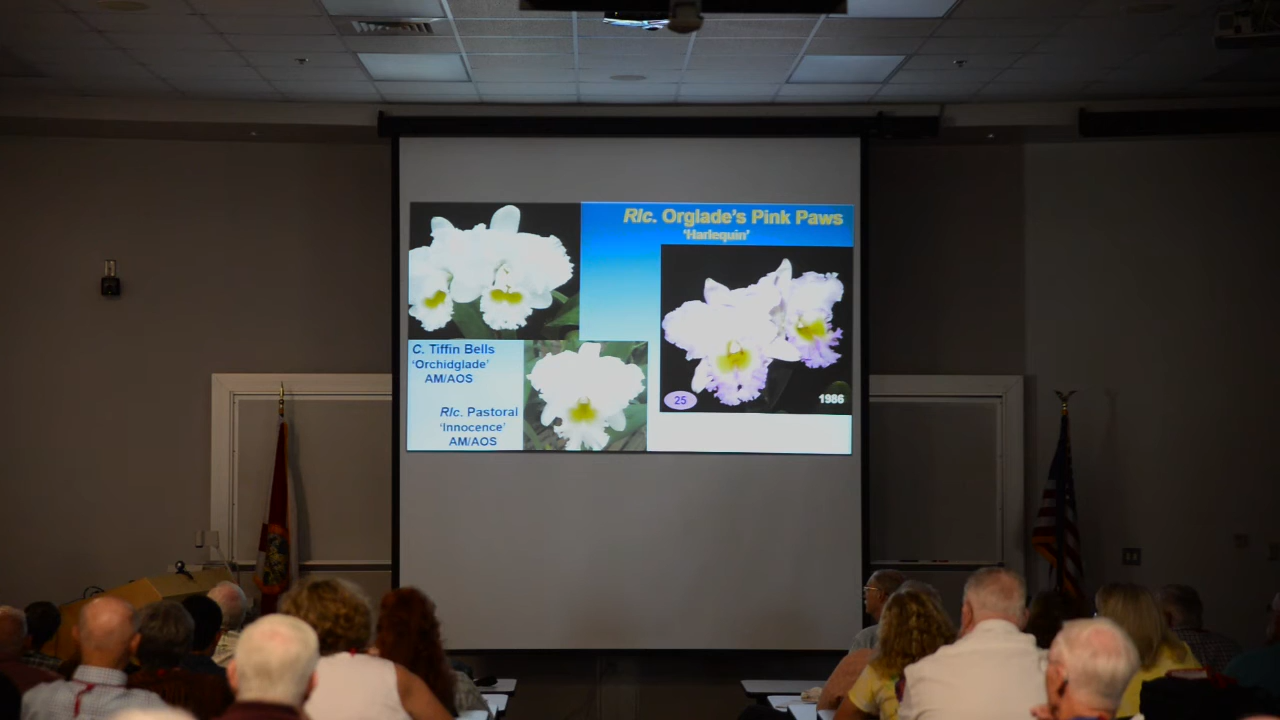 Rlc. Orglade's Pink Paws
'Harlequin'
C. Tiffin Bells
'Orchidglade'
AM/AOS
Rlc. Pastoral
'Innocence'
AM/AOS
25
1986